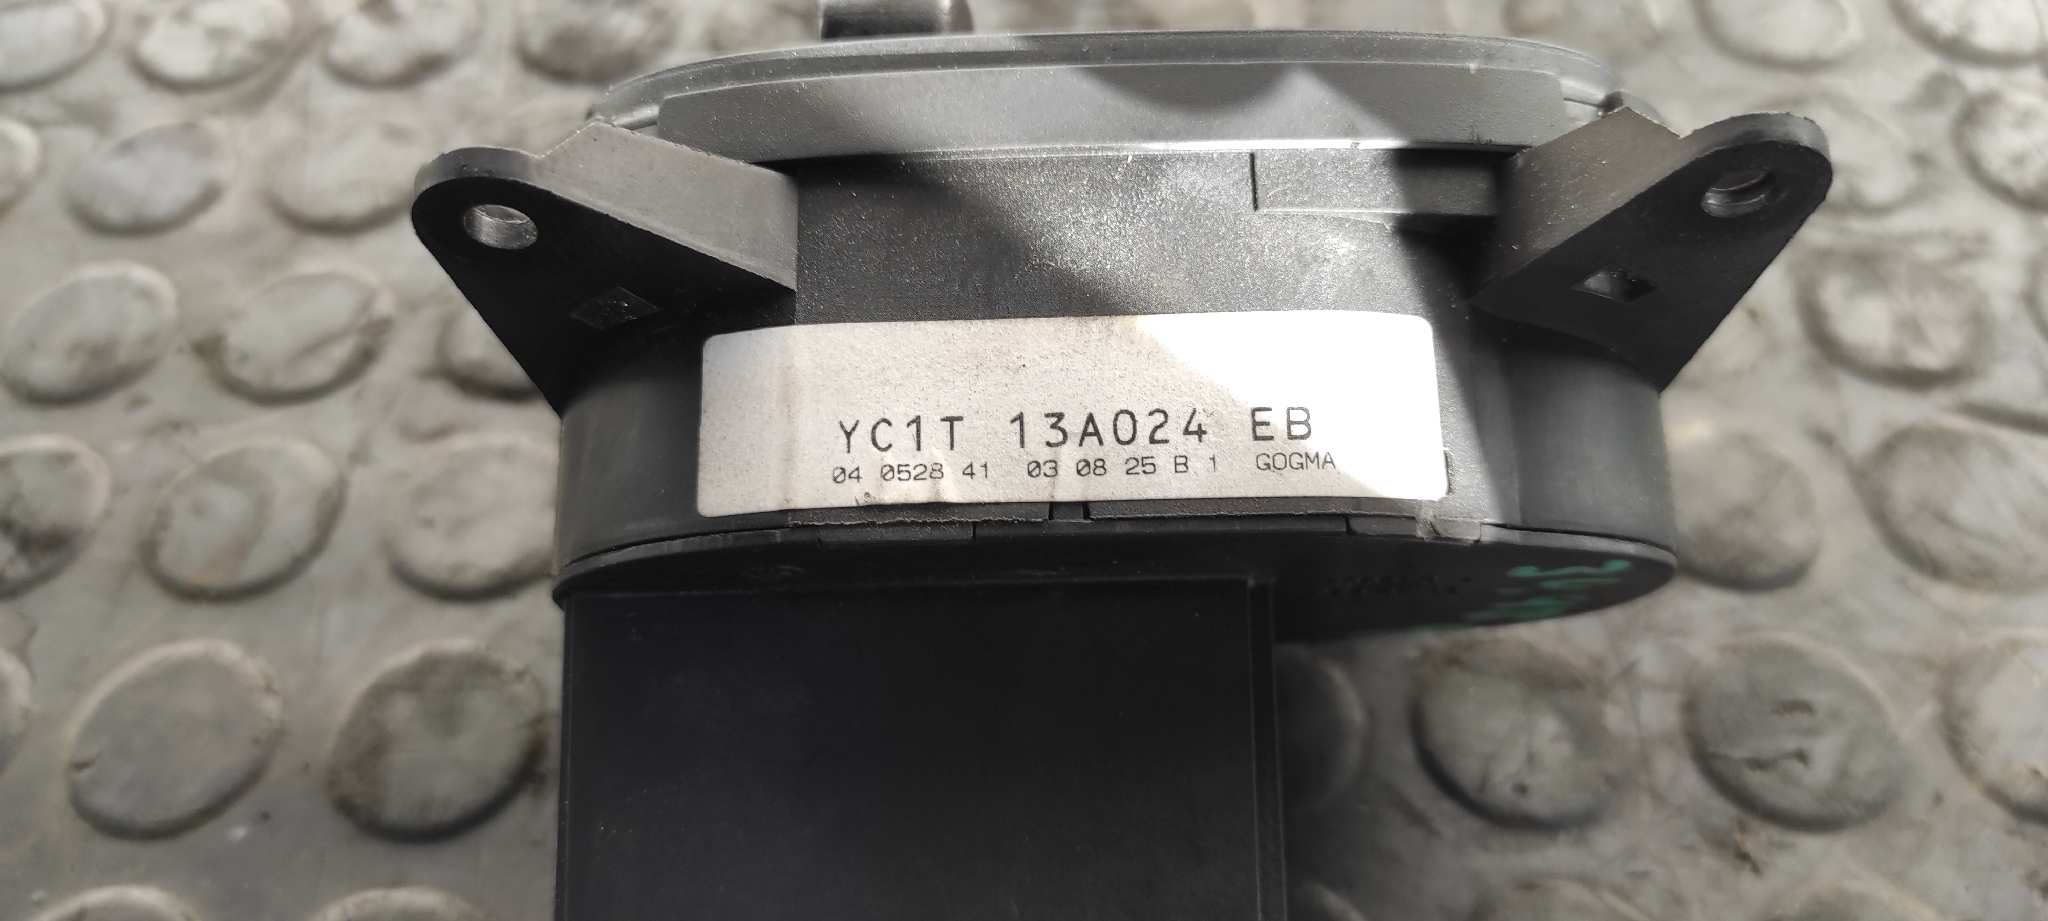 YC1T 13A024 EB
04 0528 41 03 08 25 B 1 GOGMA